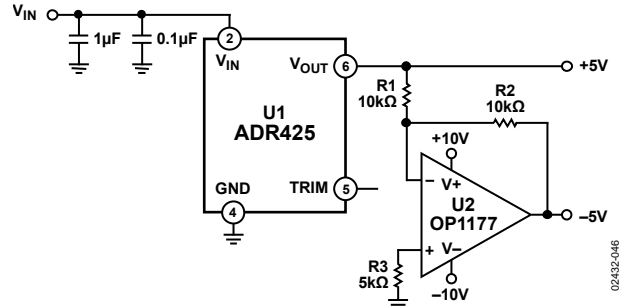 VIN
1µF
0.1µF
2
VIN
VOUT
6
+5V
U1
ADR425
R1
10kΩ
R2
10kΩ
+10V
GND
4
TRIM
5
−
V+
U2
OP1177
–5V
+
V−
R3
5kΩ
–10V
02432-046